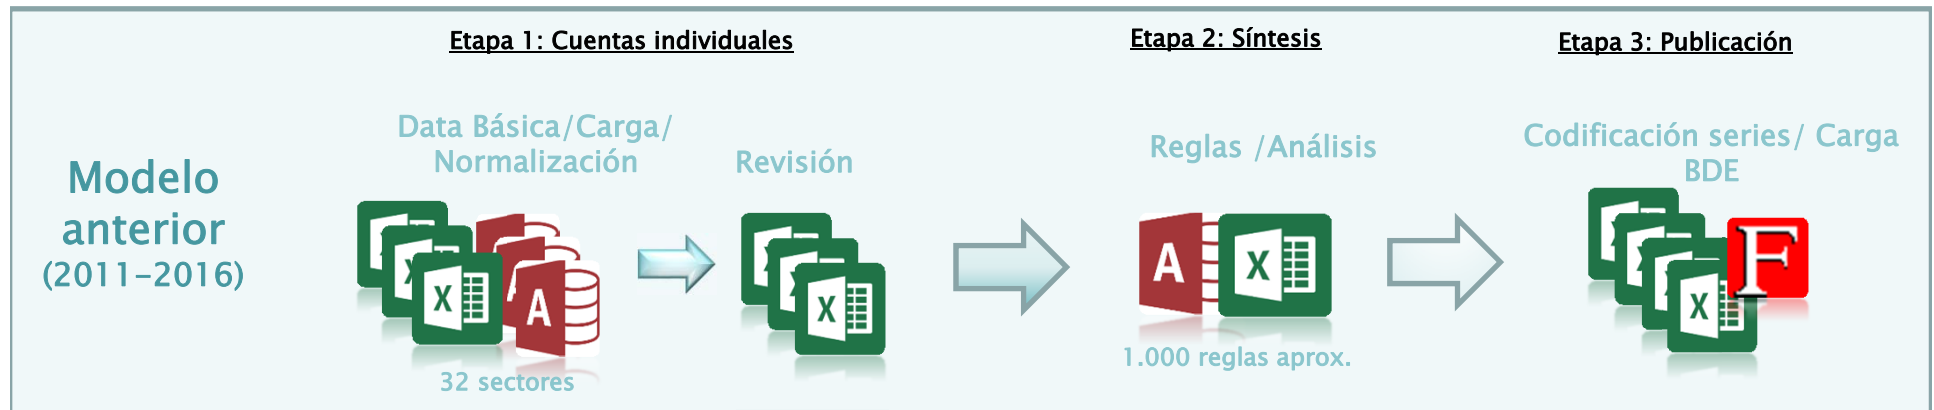 Etapa 1: Cuentas individuales
Etapa 2: Síntesis
Etapa 3: Publicación
Modelo
anterior
(2011-2016)
Data Básica/Carga/
Normalización
Revisión
Reglas /Análisis
Codificación series/ Carga
BDE
X
A
X
A
X
F
X
32 sectores
1.000 reglas aprox.